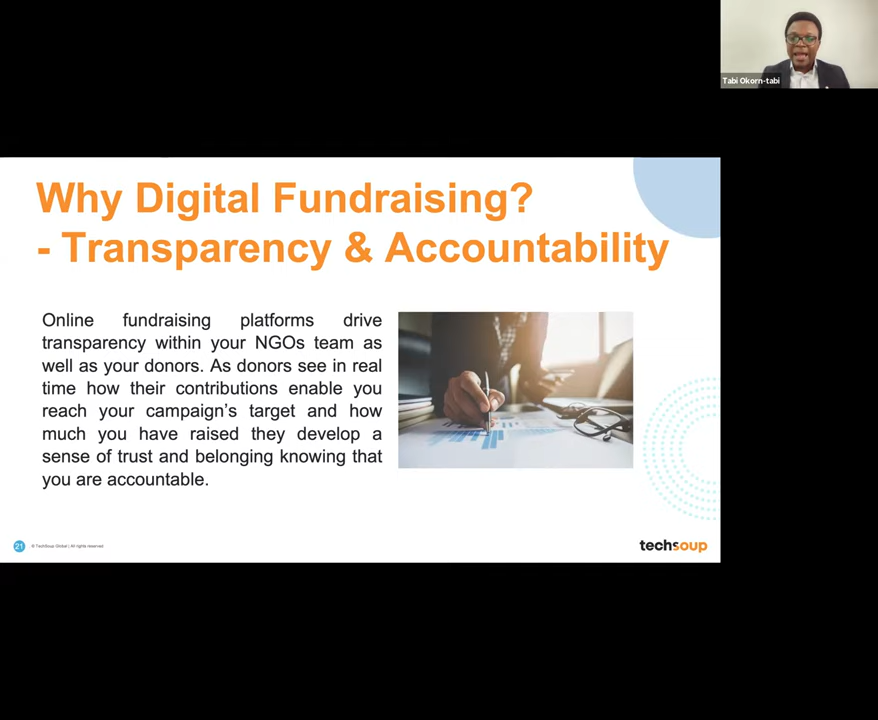 Tabi Okorn-tabi
Why Digital Fundraising?
- Transparency & Accountability
Online fundraising platforms drive
transparency within your NGOs team as
well as your donors. As donors see in real
time how their contributions enable you
reach your campaign's target and how
much you have raised they develop a
sense of trust and belonging knowing that
you are accountable.
21
© TechSoup Global | All rights reserved
techsoup